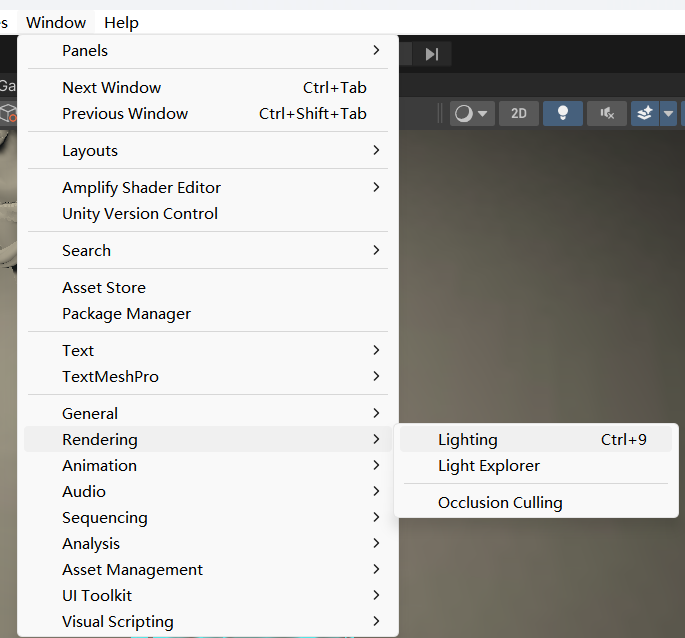 s Window Help
Panels
Next Window Ctrl+Tab
Previous Window Ctrl+Shift+Tab
Layouts
Amplify Shader Editor
Unity Version Control
Search
Asset Store
Package Manager
Text
TextMeshPro
General
Rendering
Animation
Audio
Sequencing
Analysis
Asset Management
UI Toolkit
Visual Scripting
Lighting Ctrl+9
Light Explorer
Occlusion Culling
Ga
2D